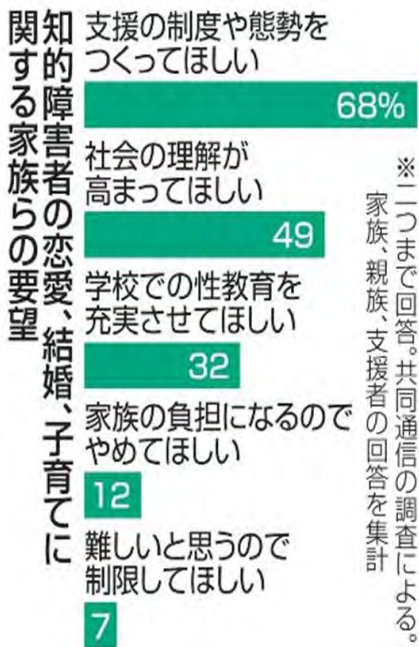 知的障害者の恋愛、結婚、子育てに
関する家族らの要望
支援の制度や態勢を
つくってほしい
68%
社会の理解が
高まってほしい
49
学校での性教育を
充実させてほしい
32
家族の負担になるので
やめてほしい
12
難しいと思うので
制限してほしい
7
※二つまで回答。共同通信の調査による。
家族、親族、支援者の回答を集計